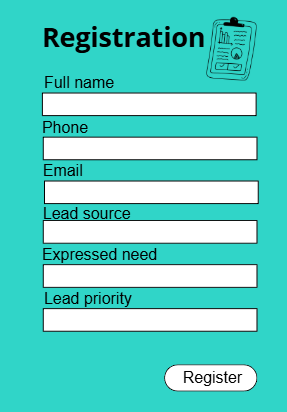 Registration
Full name
Phone
Email
Lead source
Expressed need
Lead priority
Register